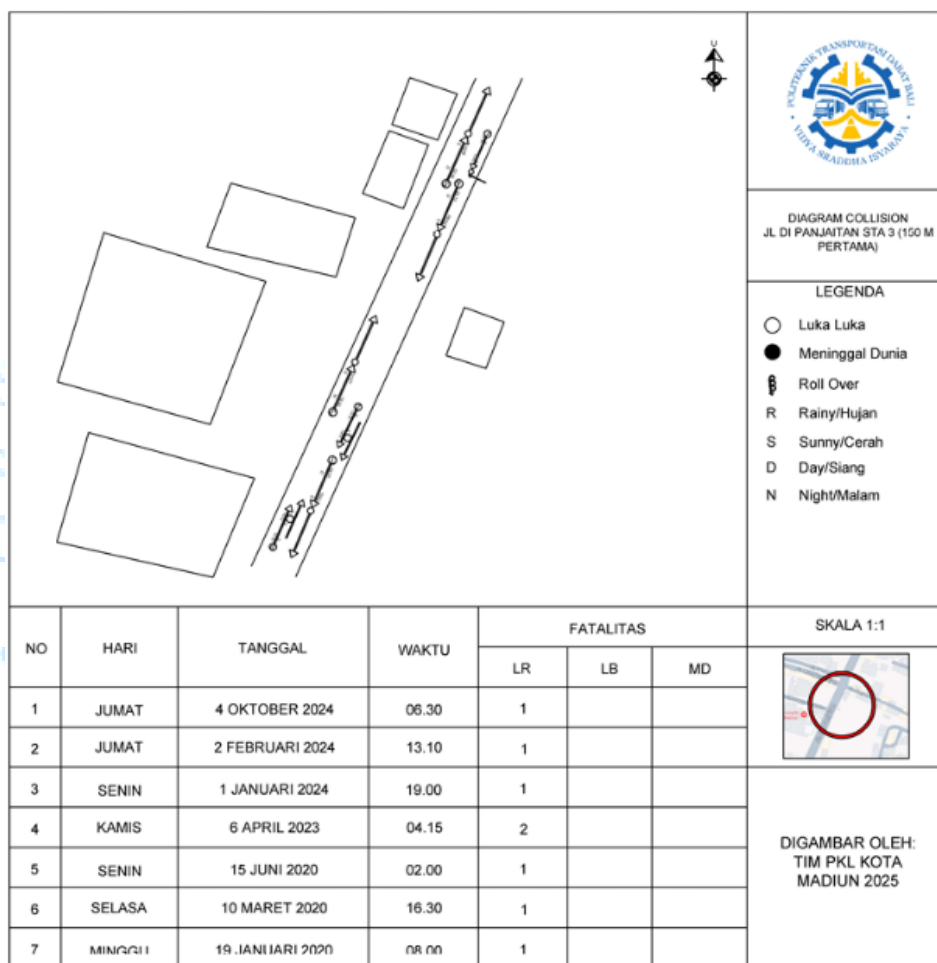 U
POLITEKNIK TRANSPORTASI DARAT BALI
VIDYA SRADDHA ISVARAYA
DIAGRAM COLLISION
JL DI PANJAITAN STA 3 (150 M
PERTAMA)
LEGENDA
Luka Luka
Meninggal Dunia
Roll Over
R Rainy/Hujan
S Sunny/Cerah
D Day/Siang
N Night/Malam
NO HARI TANGGAL WAKTU FATALITAS
LR LB MD
1 JUMAT 4 OKTOBER 2024 06.30 1
2 JUMAT 2 FEBRUARI 2024 13.10 1
3 SENIN 1 JANUARI 2024 19.00 1
4 KAMIS 6 APRIL 2023 04.15 2
5 SENIN 15 JUNI 2020 02.00 1
6 SELASA 10 MARET 2020 16.30 1
7 MINGGU 19 JANUARI 2020 08.00 1
SKALA 1:1
DIGAMBAR OLEH:
TIM PKL KOTA
MADIUN 2025